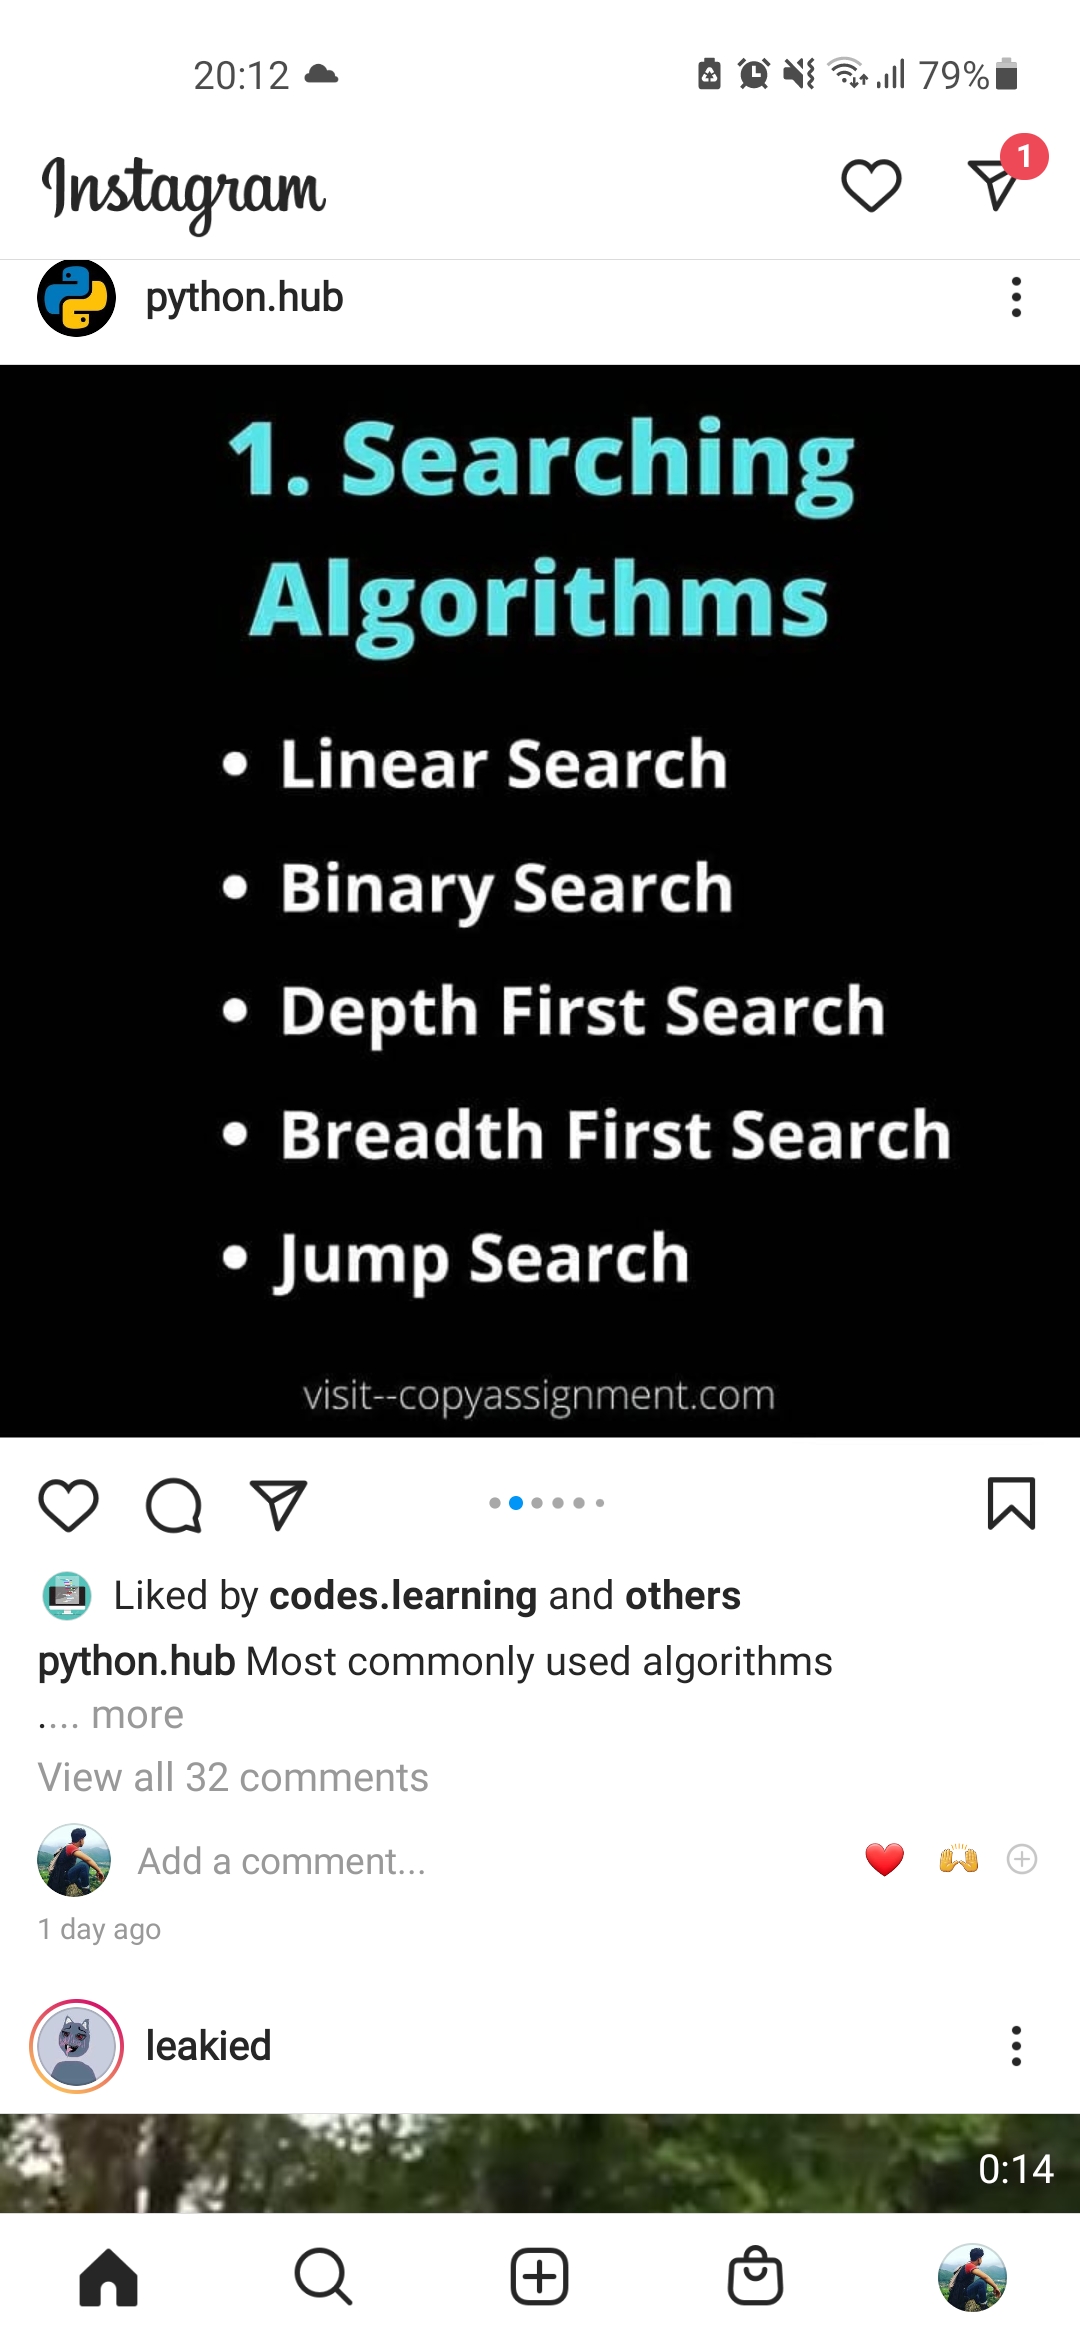 20:12 79%
Instagram 1
python.hub
1. Searching
Algorithms
• Linear Search
• Binary Search
• Depth First Search
• Breadth First Search
• Jump Search
visit--copyassignment.com
Liked by codes.learning and others
python.hub Most commonly used algorithms
.... more
View all 32 comments
Add a comment...
1 day ago
leakied
0:14